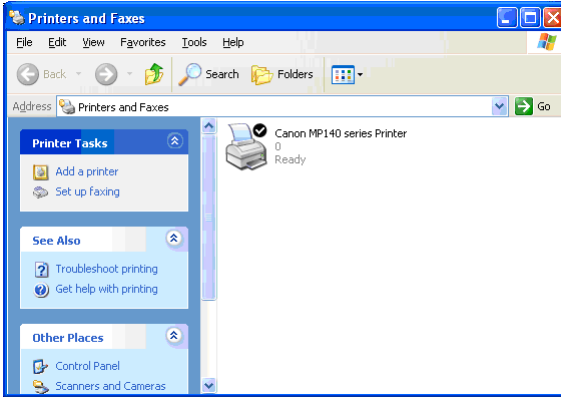 Printers and Faxes
File Edit View Favorites Tools Help
Back Search Folders
Address Printers and Faxes Go
Printer Tasks
Add a printer
Set up faxing
See Also
Troubleshoot printing
Get help with printing
Other Places
Control Panel
Scanners and Cameras
Canon MP140 series Printer
0
Ready